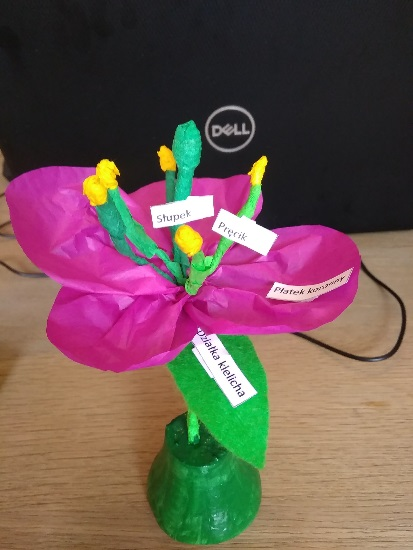 DELL
Słupek
Pręcik
Płatek korony
Działka kielicha